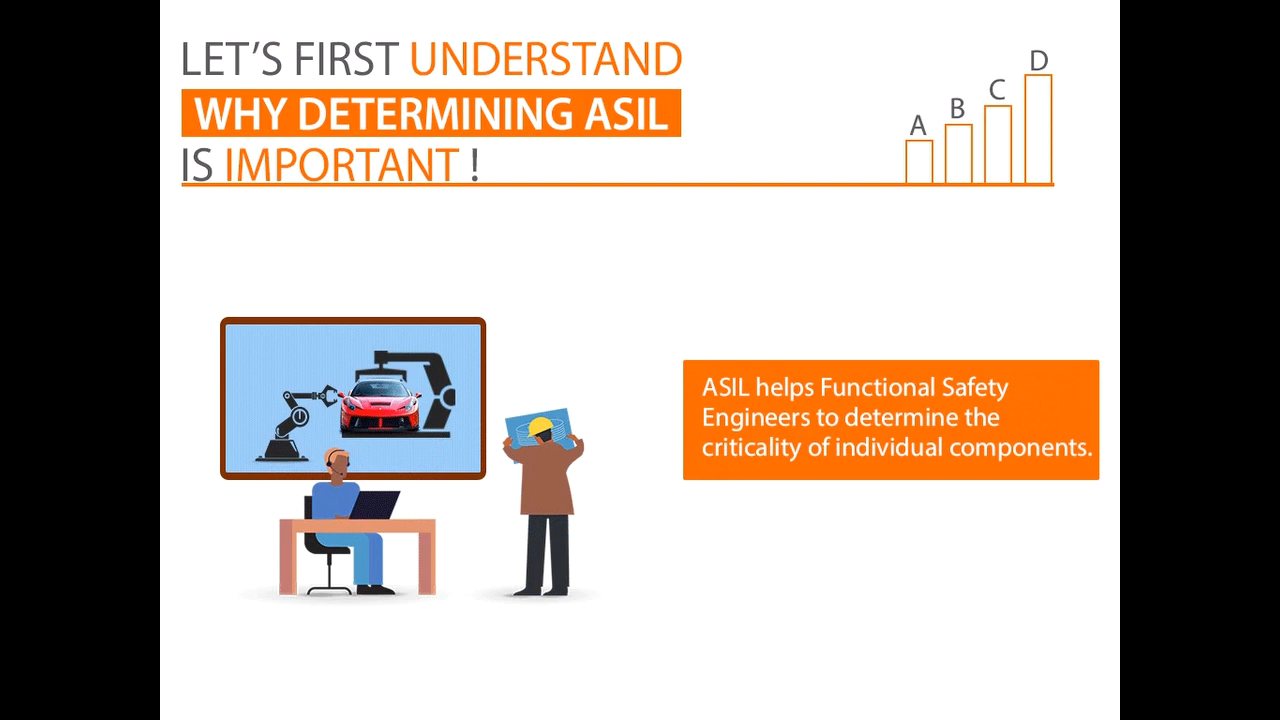 LET’S FIRST UNDERSTAND
WHY DETERMINING ASIL
IS IMPORTANT !
A
B
C
D
ASIL helps Functional Safety
Engineers to determine the
criticality of individual components.